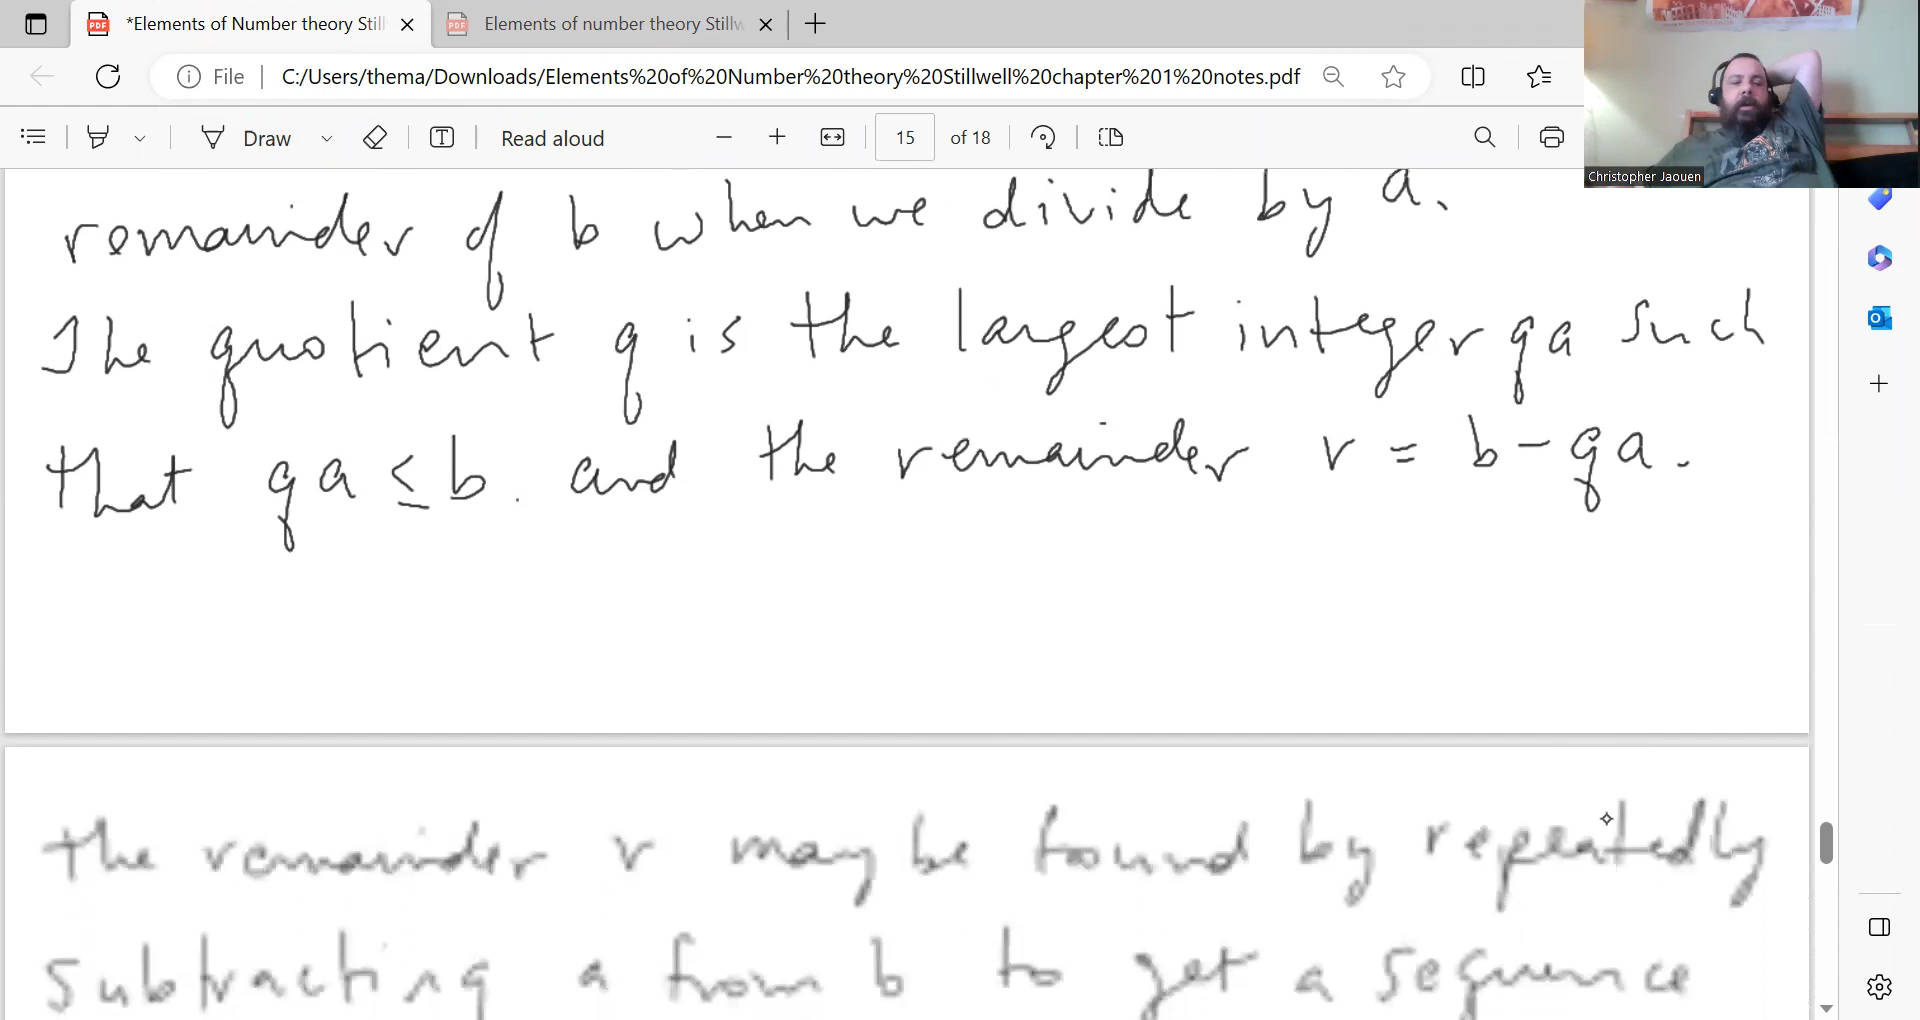 *Elements of Number theory Still
Elements of number theory Stillw
File
C:/Users/thema/Downloads/Elements%20of%20Number%20theory%20Stillwell%20chapter%201%20notes.pdf
Draw
Read aloud
15
of 18
Christopher Jaouen
remainder of b when we divide by a.
The quotient q is the largest integer qa such
that qa ≤ b. and the remainder r = b - qa.
the remainder r may be found by repeatedly
subtracting a from b to get a sequence